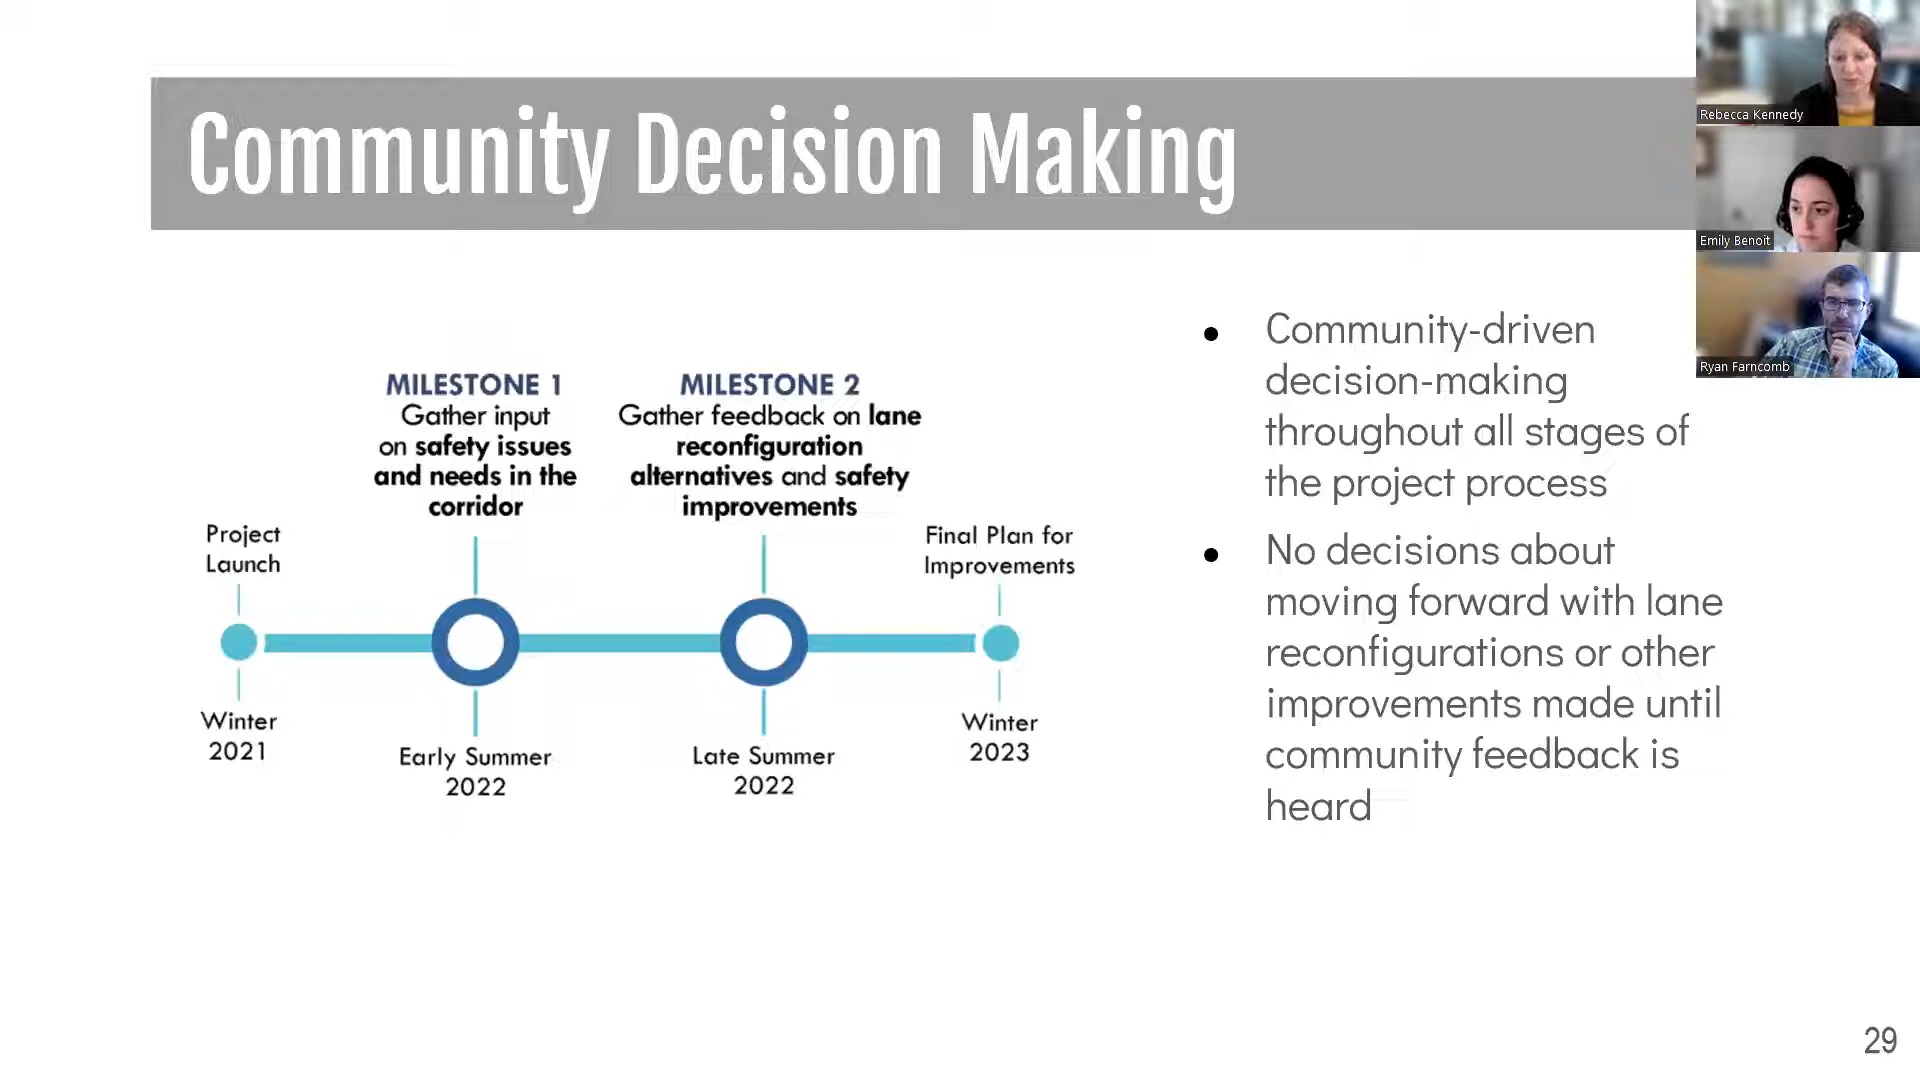 Community Decision Making
Rebecca Kennedy
Emily Benoit
Ryan Farncomb
MILESTONE 1
Gather input
on safety issues
and needs in the
corridor
MILESTONE 2
Gather feedback on lane
reconfiguration
alternatives and safety
improvements
Project
Launch
Final Plan for
Improvements
Winter
2021
Early Summer
2022
Late Summer
2022
Winter
2023
● Community-driven
decision-making
throughout all stages of
the project process
● No decisions about
moving forward with lane
reconfigurations or other
improvements made until
community feedback is
heard
29